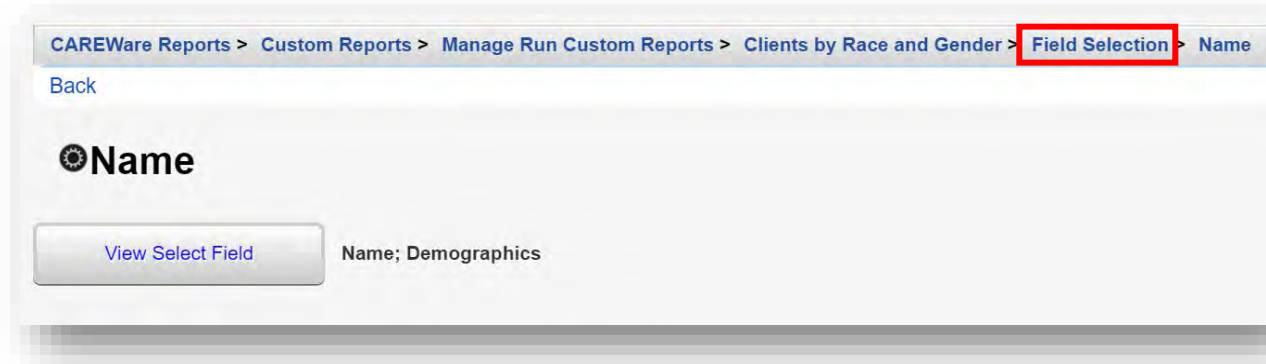 CAREWare Reports > Custom Reports > Manage Run Custom Reports > Clients by Race and Gender > Field Selection > Name
Back
Name
View Select Field Name; Demographics